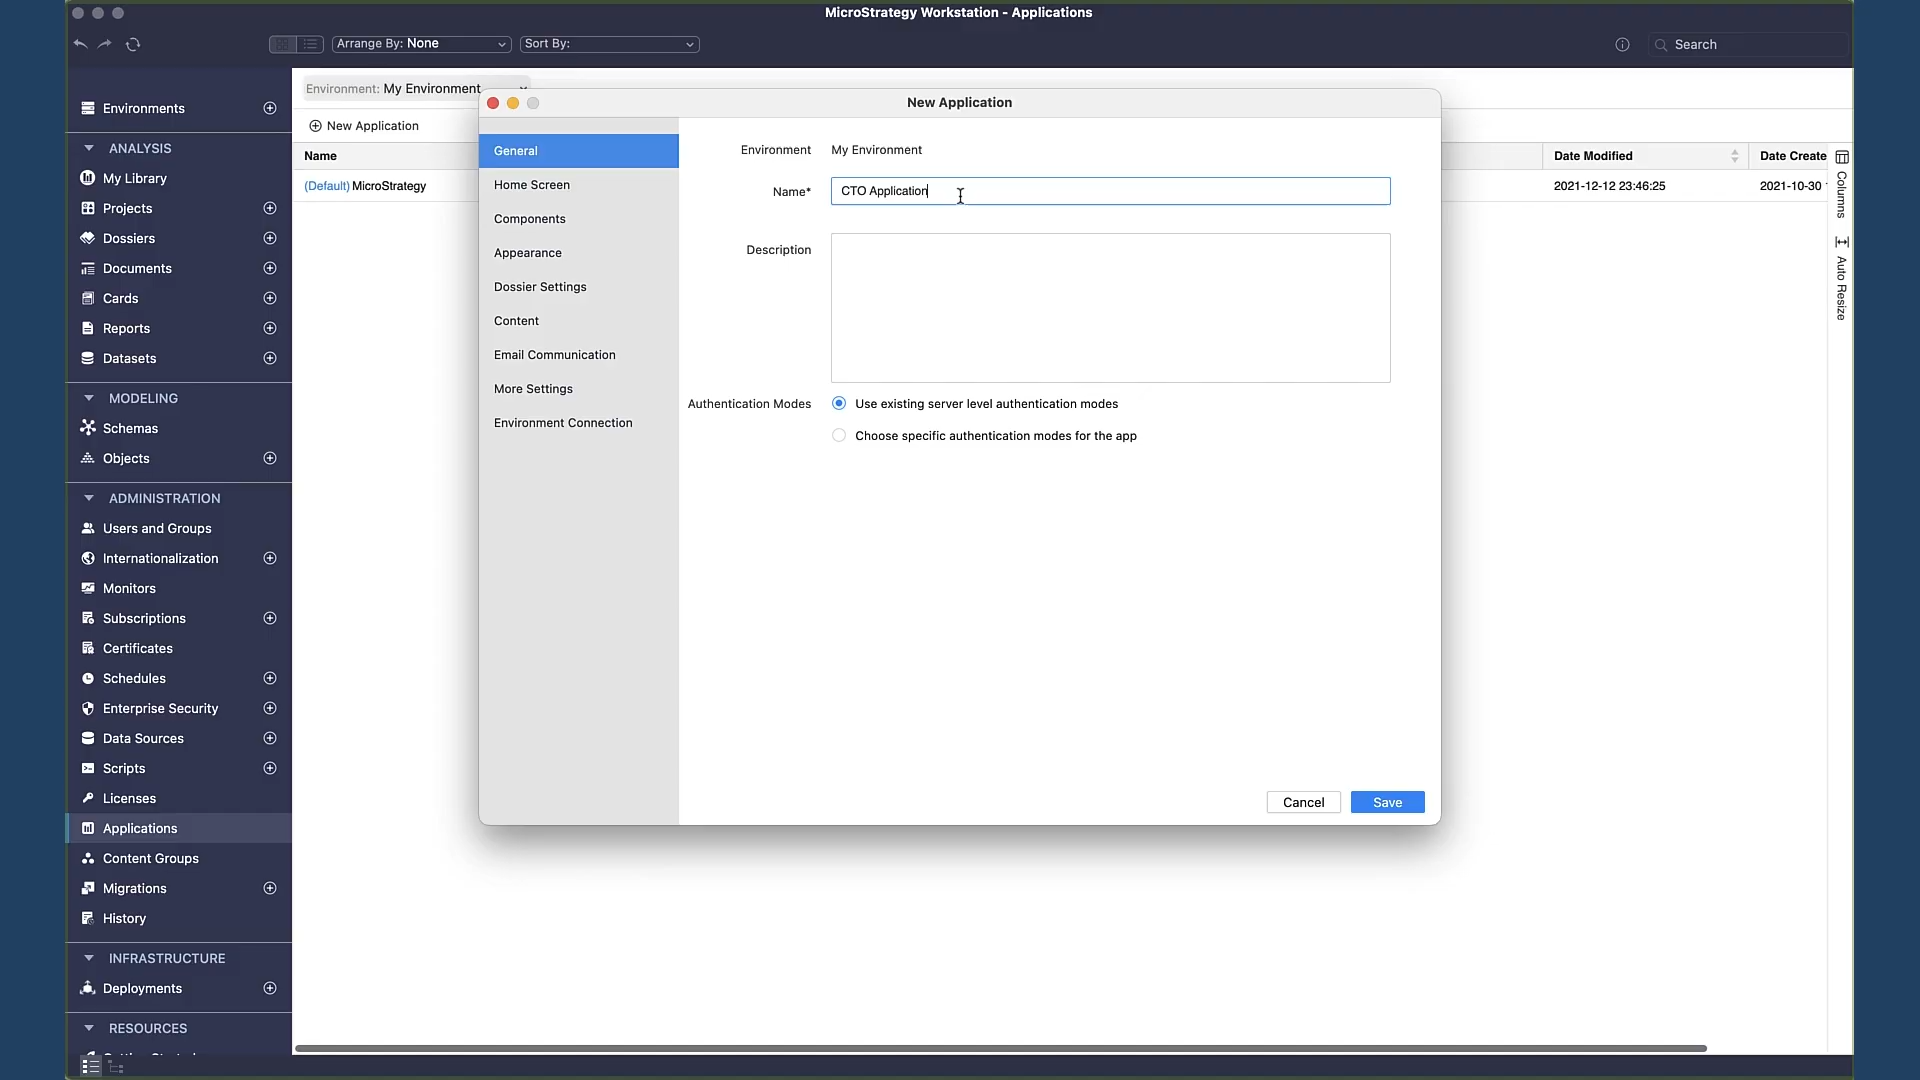 MicroStrategy Workstation - Applications
Arrange By: None
Sort By:
Search
Environments
ANALYSIS
My Library
Projects
Dossiers
Documents
Cards
Reports
Datasets
MODELING
Schemas
Objects
ADMINISTRATION
Users and Groups
Internationalization
Monitors
Subscriptions
Certificates
Schedules
Enterprise Security
Data Sources
Scripts
Licenses
Applications
Content Groups
Migrations
History
INFRASTRUCTURE
Deployments
RESOURCES
Environment: My Environment
New Application
Name
(Default) MicroStrategy
New Application
General
Home Screen
Components
Appearance
Dossier Settings
Content
Email Communication
More Settings
Environment Connection
Environment My Environment
Name* CTO Application
Description
Authentication Modes Use existing server level authentication modes
Choose specific authentication modes for the app
Cancel Save
Date Modified Date Create
2021-12-12 23:46:25 2021-10-30
Columns
Auto Resize